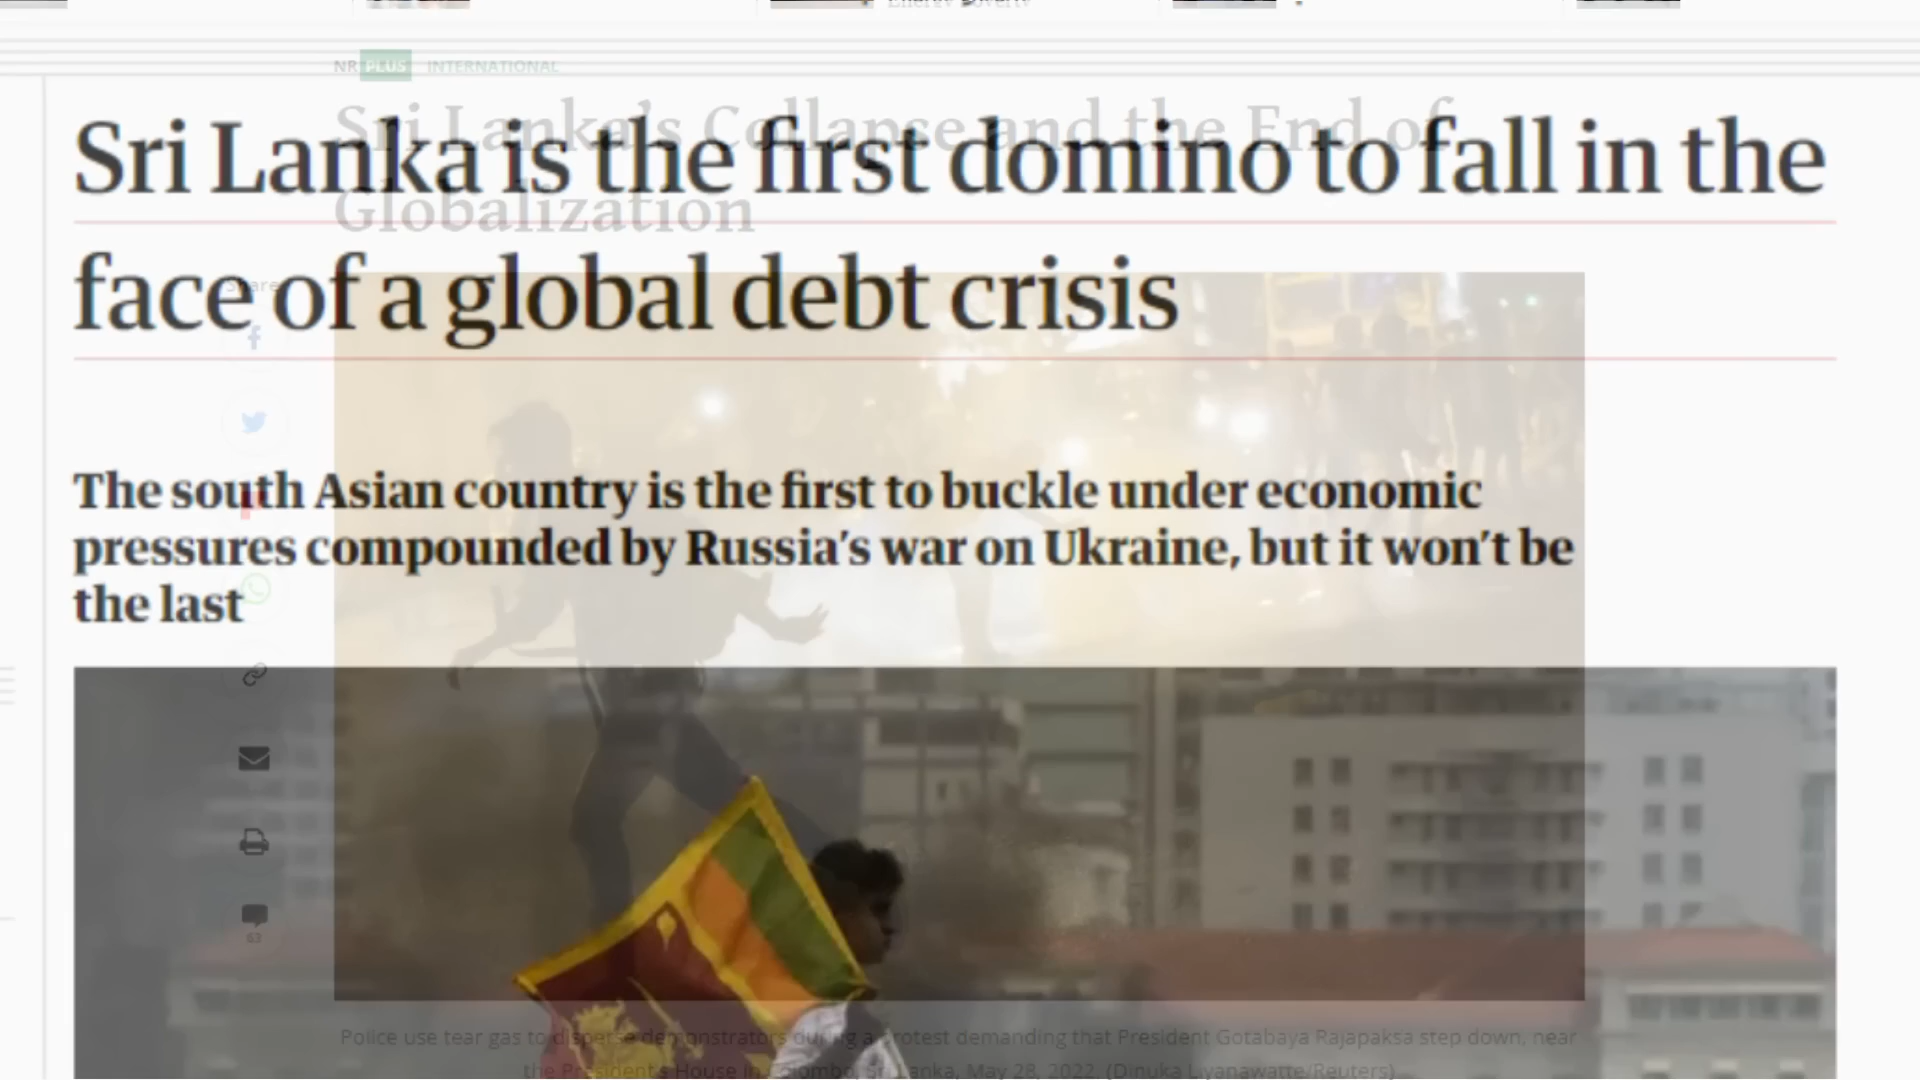 NR PLUS INTERNATIONAL
Sri Lanka's Collapse and the End of
Globalization
Sri Lanka is the first domino to fall in the
face of a global debt crisis
Share
The south Asian country is the first to buckle under economic
pressures compounded by Russia's war on Ukraine, but it won't be
the last
63
Police use tear gas to disperse demonstrators during a protest demanding that President Gotabaya Rajapaksa step down, near
the President's House in Colombo, Sri Lanka, May 28, 2022. (Dinuka Liyanawatte/Reuters)